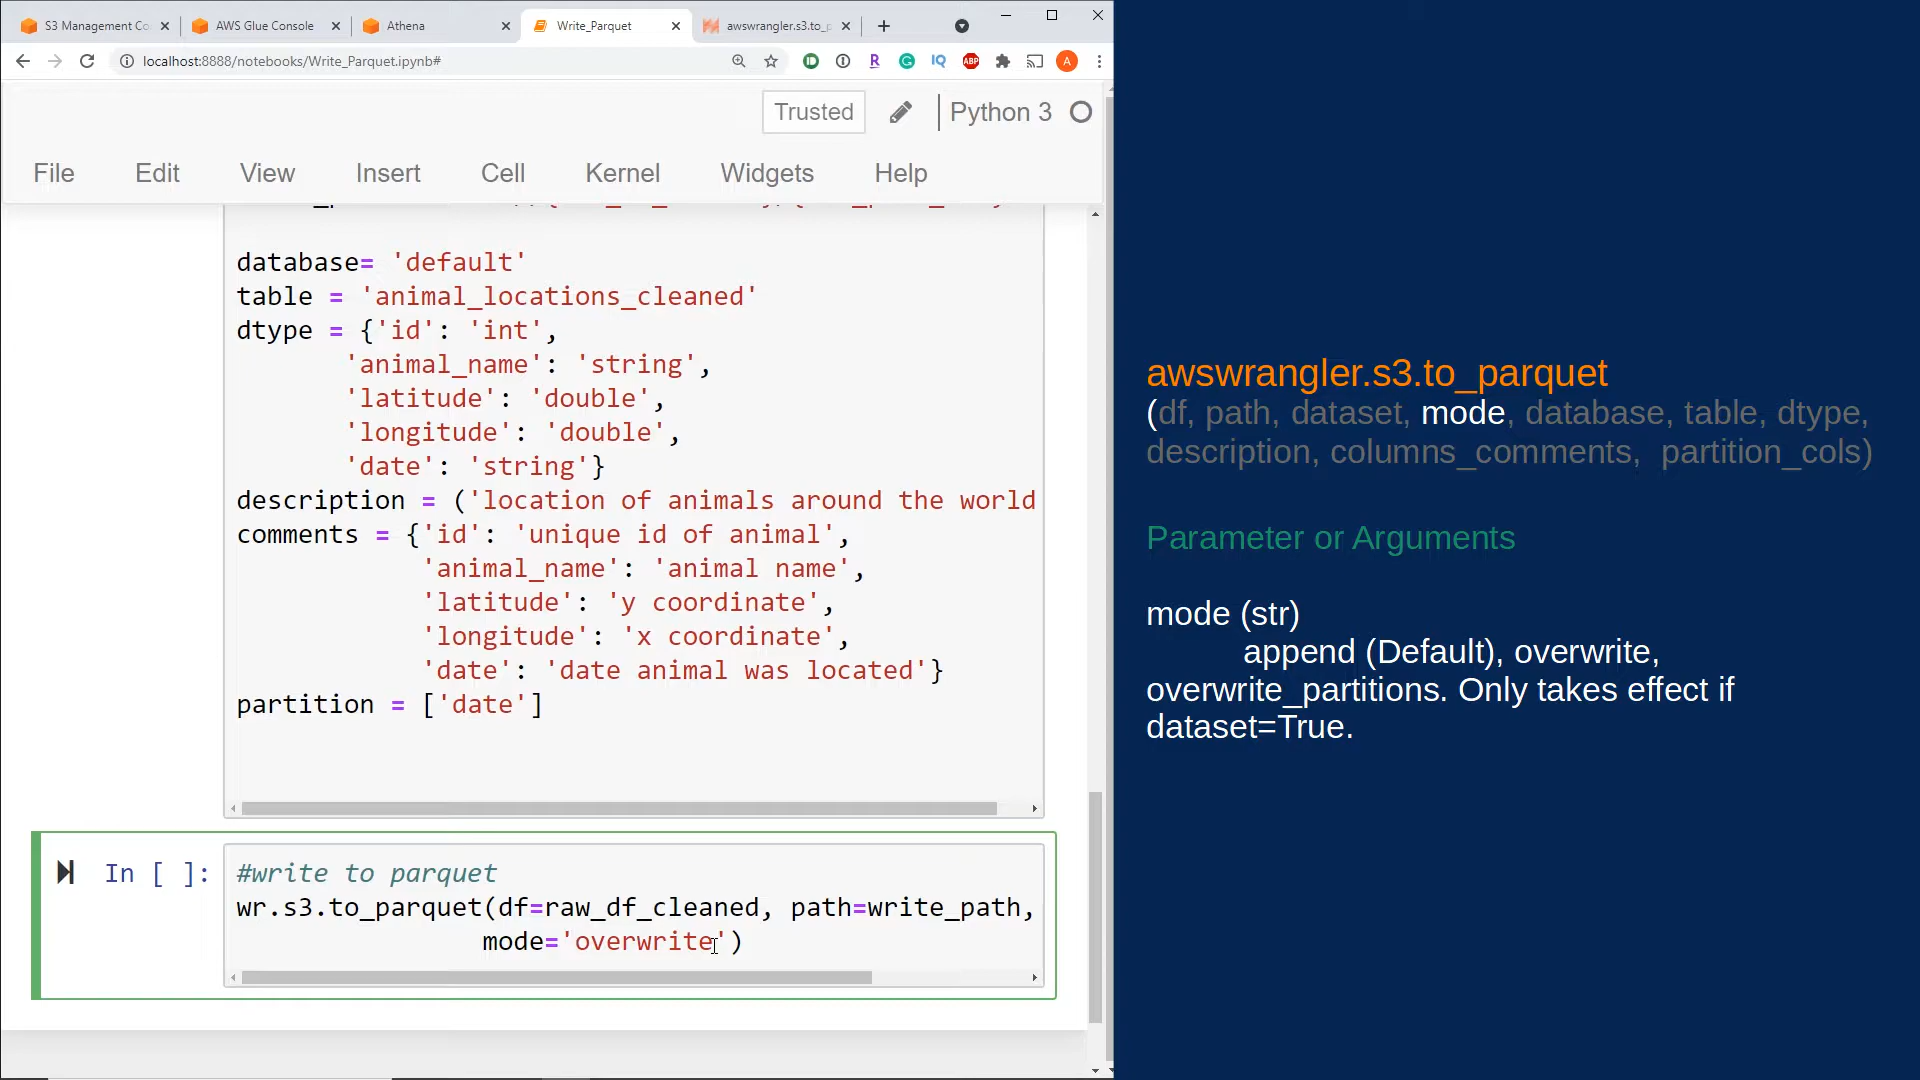 S3 Management Co
AWS Glue Console
Athena
Write_Parquet
awswrangler.s3.to_p
localhost:8888/notebooks/Write_Parquet.ipynb#
Trusted
Python 3
File Edit View Insert Cell Kernel Widgets Help
database= 'default'
table = 'animal_locations_cleaned'
dtype = {'id': 'int',
'animal_name': 'string',
'latitude': 'double',
'longitude': 'double',
'date': 'string'}
description = ('location of animals around the world
comments = {'id': 'unique id of animal',
'animal_name': 'animal name',
'latitude': 'y coordinate',
'longitude': 'x coordinate',
'date': 'date animal was located'}
partition = ['date']
In [ ]:
#write to parquet
wr.s3.to_parquet(df=raw_df_cleaned, path=write_path,
mode='overwrite')
awswrangler.s3.to_parquet
(df, path, dataset, mode, database, table, dtype,
description, columns_comments, partition_cols)
Parameter or Arguments
mode (str)
append (Default), overwrite,
overwrite_partitions. Only takes effect if
dataset=True.